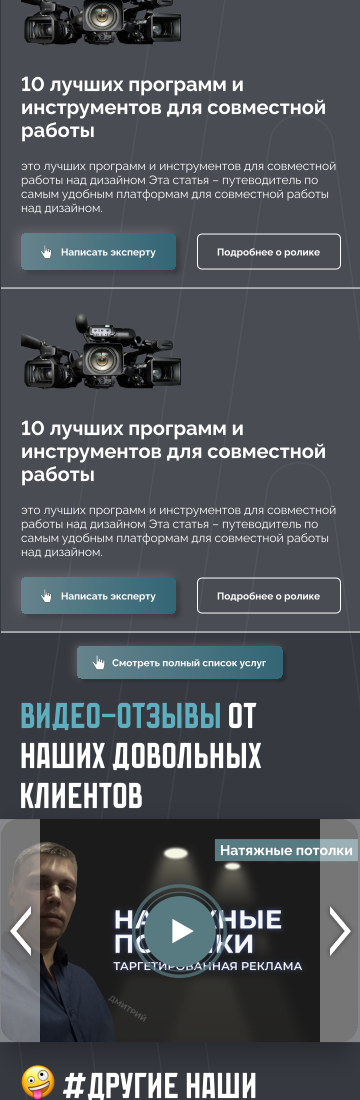 10 лучших программ и
инструментов для совместной
работы
это лучших программ и инструментов для совместной
работы над дизайном Эта статья – путеводитель по
самым удобным платформам для совместной работы
над дизайном.
Написать эксперту
Подробнее о ролике
10 лучших программ и
инструментов для совместной
работы
это лучших программ и инструментов для совместной
работы над дизайном Эта статья – путеводитель по
самым удобным платформам для совместной работы
над дизайном.
Написать эксперту
Подробнее о ролике
Смотреть полный список услуг
ВИДЕО-ОТЗЫВЫ ОТ
НАШИХ ДОВОЛЬНЫХ
КЛИЕНТОВ
Натяжные потолки
ТАРГЕТИРОВАННАЯ РЕКЛАМА
ДМИТРИЙ
#ДРУГИЕ НАШИ